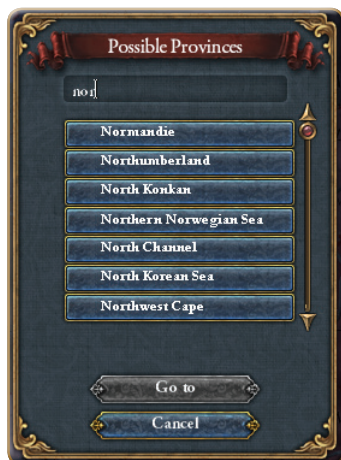 Possible Provinces
nor
Normandie
Northumberland
North Konkan
Northern Norwegian Sea
North Channel
North Korean Sea
Northwest Cape
Go to
Cancel